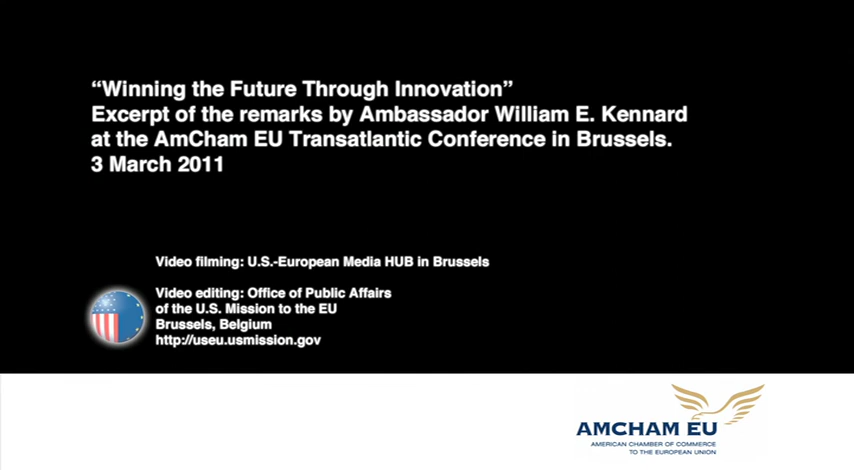 “Winning the Future Through Innovation”
Excerpt of the remarks by Ambassador William E. Kennard
at the AmCham EU Transatlantic Conference in Brussels.
3 March 2011
Video filming: U.S.-European Media HUB in Brussels
Video editing: Office of Public Affairs
of the U.S. Mission to the EU
Brussels, Belgium
http://useu.usmission.gov
AMCHAM EU
AMERICAN CHAMBER OF COMMERCE
TO THE EUROPEAN UNION